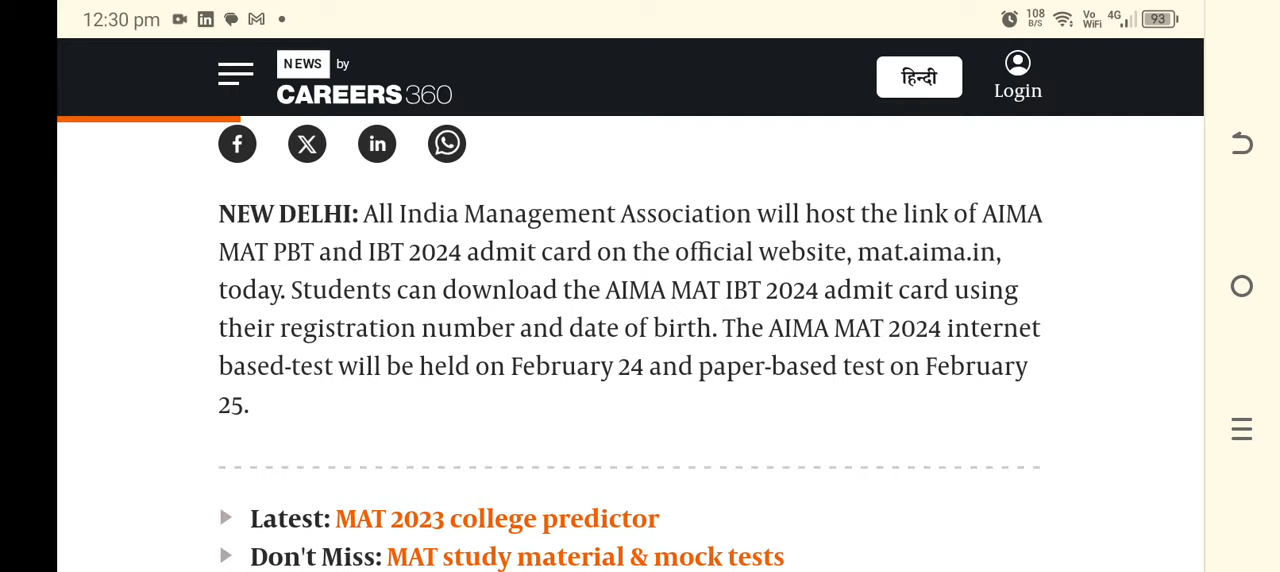 12:30 pm
108 B/S
Vo WiFi
4G
93
NEWS by
CAREERS360
हिन्दी
Login
NEW DELHI: All India Management Association will host the link of AIMA
MAT PBT and IBT 2024 admit card on the official website, mat.aima.in,
today. Students can download the AIMA MAT IBT 2024 admit card using
their registration number and date of birth. The AIMA MAT 2024 internet
based-test will be held on February 24 and paper-based test on February
25.
Latest: MAT 2023 college predictor
Don't Miss: MAT study material & mock tests